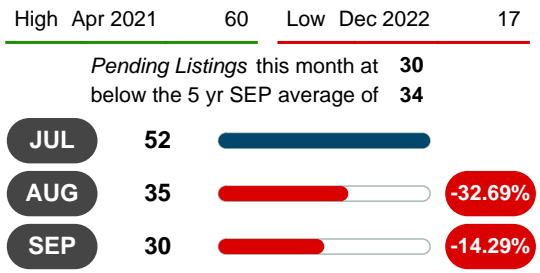 High Apr 2021 60 Low Dec 2022 17
Pending Listings this month at 30
below the 5 yr SEP average of 34
JUL 52
AUG 35 -32.69%
SEP 30 -14.29%